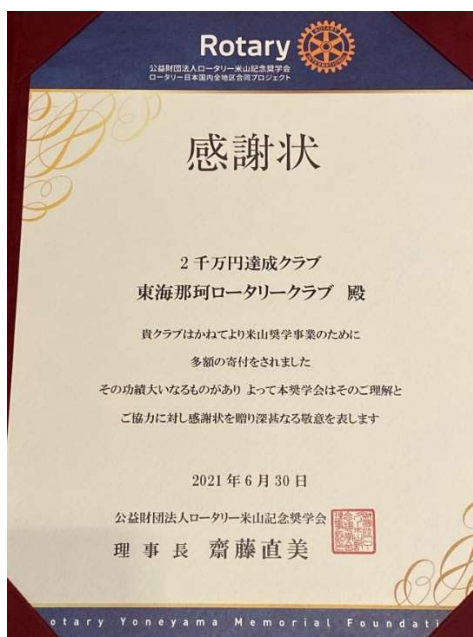 Rotary
公益財団法人ロータリー米山記念奨学会
ロータリー日本国内全地区合同プロジェクト
感謝状
2千万円達成クラブ
東海那珂ロータリークラブ 殿
貴クラブはかねてより米山奨学事業のために
多額の寄付をされました
その功績大いなるものがあり よって本奨学会はそのご理解と
ご協力に対し感謝状を贈り深甚なる敬意を表します
2021年6月30日
公益財団法人ロータリー米山記念奨学会
理事長 齋藤直美
otary Yoneyama Memorial Foundati